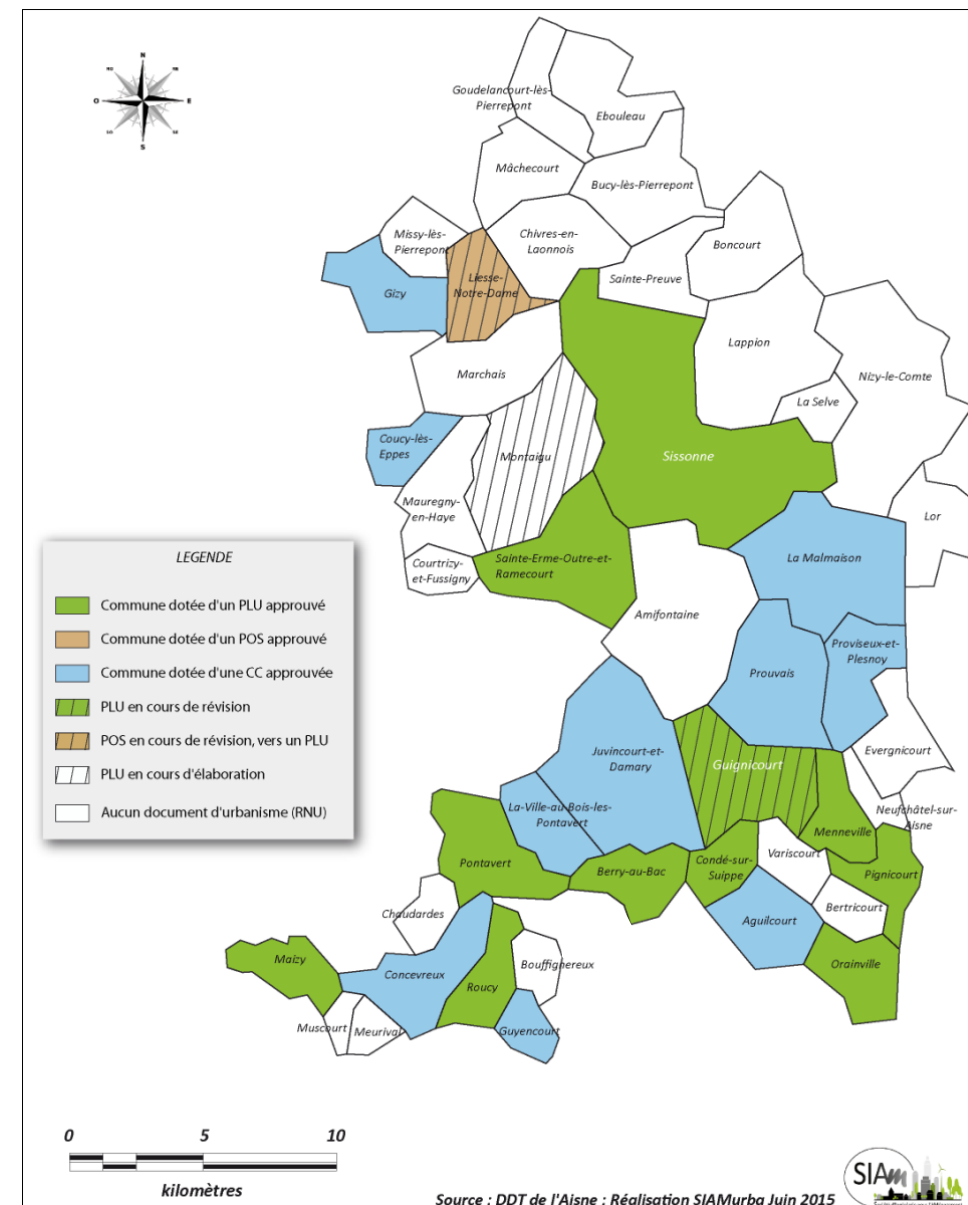 N
NO
NE
O
E
SO
SE
S
Goudelancourt-lès-
Pierrepont
Ebouleau
Mâchecourt
Bucy-lès-Pierrepont
Missy-lès-
Pierrepont
Chivres-en-
Laonnois
Boncourt
Liesse-
Notre-Dame
Sainte-Preuve
Gizy
Lappion
Marchais
Nizy-le-Comte
La Selve
Coucy-lès-
Eppes
Montaigu
Sissonne
Mauregny-
en-Haye
Lor
Courtrizy-
et-Fussigny
Sainte-Erme-Outre-et-
Ramecourt
La Malmaison
Amifontaine
Proviseux-et-
Plesnoy
Prouvais
Juvincourt-et-
Damary
Evergnicourt
Guignicourt
La-Ville-au-Bois-les-
Pontavert
Neufchâtel-sur-
Aisne
Menneville
Pontavert
Berry-au-Bac
Condé-sur-
Suippe
Variscourt
Pignicourt
Chaudardes
Aguilcourt
Bertricourt
Maizy
Concevreux
Bouffignereux
Orainville
Roucy
Muscourt
Meurival
Guyencourt
LEGENDE
Commune dotée d'un PLU approuvé
Commune dotée d'un POS approuvé
Commune dotée d'une CC approuvée
PLU en cours de révision
POS en cours de révision, vers un PLU
PLU en cours d'élaboration
Aucun document d'urbanisme (RNU)
0 5 10
kilomètres
Source : DDT de l'Aisne ; Réalisation SIAMurba Juin 2015
SIAm